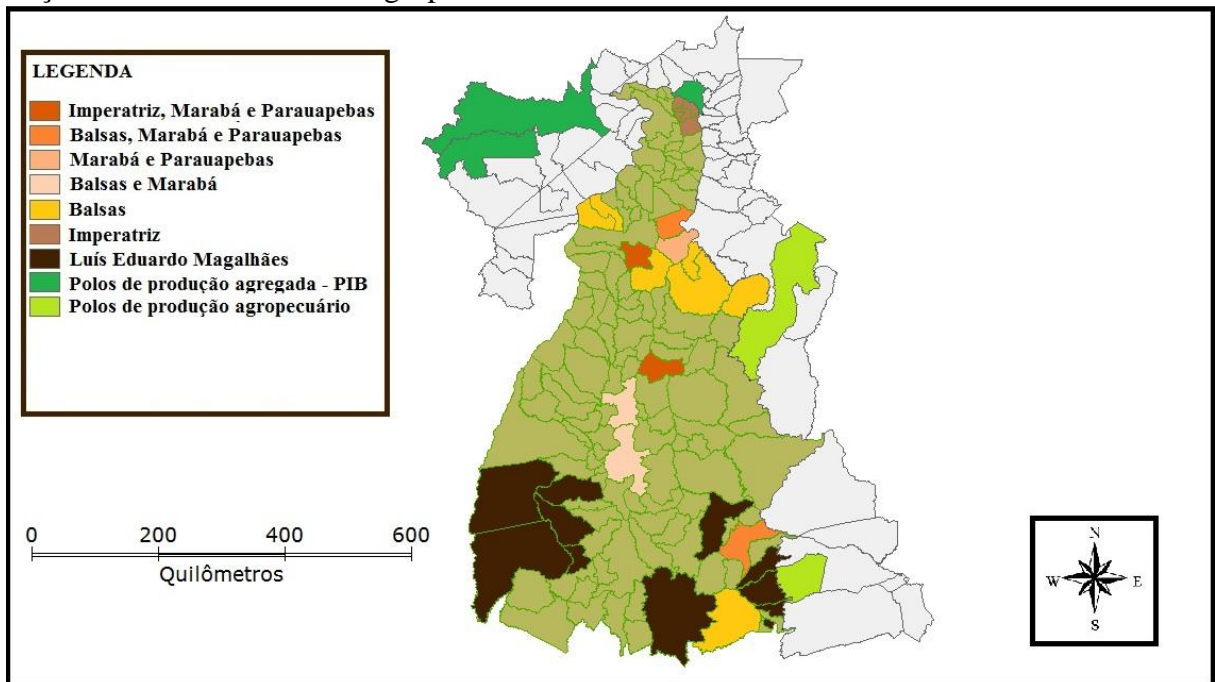 LEGENDA
Imperatriz, Marabá e Parauapebas
Balsas, Marabá e Parauapebas
Marabá e Parauapebas
Balsas e Marabá
Balsas
Imperatriz
Luís Eduardo Magalhães
Polos de produção agregada - PIB
Polos de produção agropecuário
0 200 400 600
Quilômetros
N
W E
S